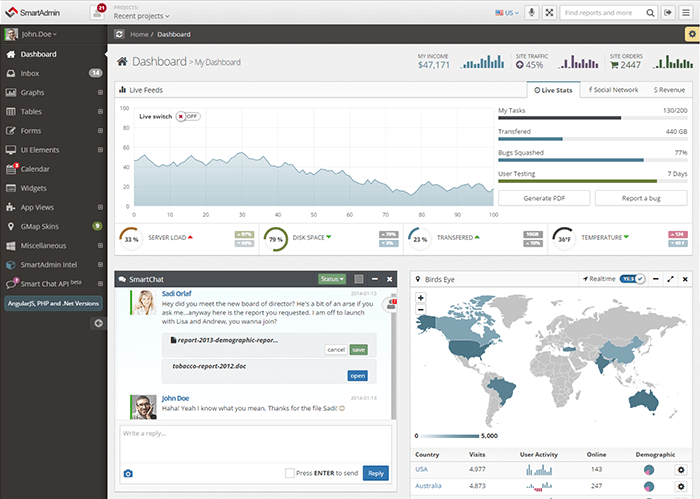 SmartAdmin
21
PROJECTS:
Recent projects
US
Find reports and more
John.Doe
Home / Dashboard
Dashboard
Inbox 14
Graphs
Tables
Forms
UI Elements
3
Calendar
Widgets
App Views
GMap Skins 9
Miscellaneous
SmartAdmin Intel
Smart Chat API beta
AngularJS, PHP and .Net Versions
Dashboard > My Dashboard
MY INCOME
$47,171
SITE TRAFFIC
45%
SITE ORDERS
2447
Live Feeds
Live Stats
Social Network
$ Revenue
Live switch OFF
100
80
60
40
20
0
0 10 20 30 40 50 60 70 80 90 100
My Tasks 130/200
Transfered 440 GB
Bugs Squashed 77%
User Testing 7 Days
Generate PDF
Report a bug
33 % SERVER LOAD
97%
79 % DISK SPACE
76%
3%
23 % TRANSFERED
10GB
10%
36°F TEMPERATURE
124
40 F
SmartChat
Status
Sadi Orlaf 2014-01-13
Hey did you meet the new board of director? He's a bit of an arse if you
ask me...anyway here is the report you requested. I am off to launch
with Lisa and Andrew, you wanna join?
report-2013-demographic-repor...
cancel save
tobacco-report-2012.doc
open
John Doe 2014-01-13
Haha! Yeah I know what you mean. Thanks for the file Sadi!
Write a reply...
Press ENTER to send
Reply
Birds Eye
Realtime YES
+
−
0 5,000
Country Visits User Activity Online Demographic
USA 4,977 143
Australia 4,873 247